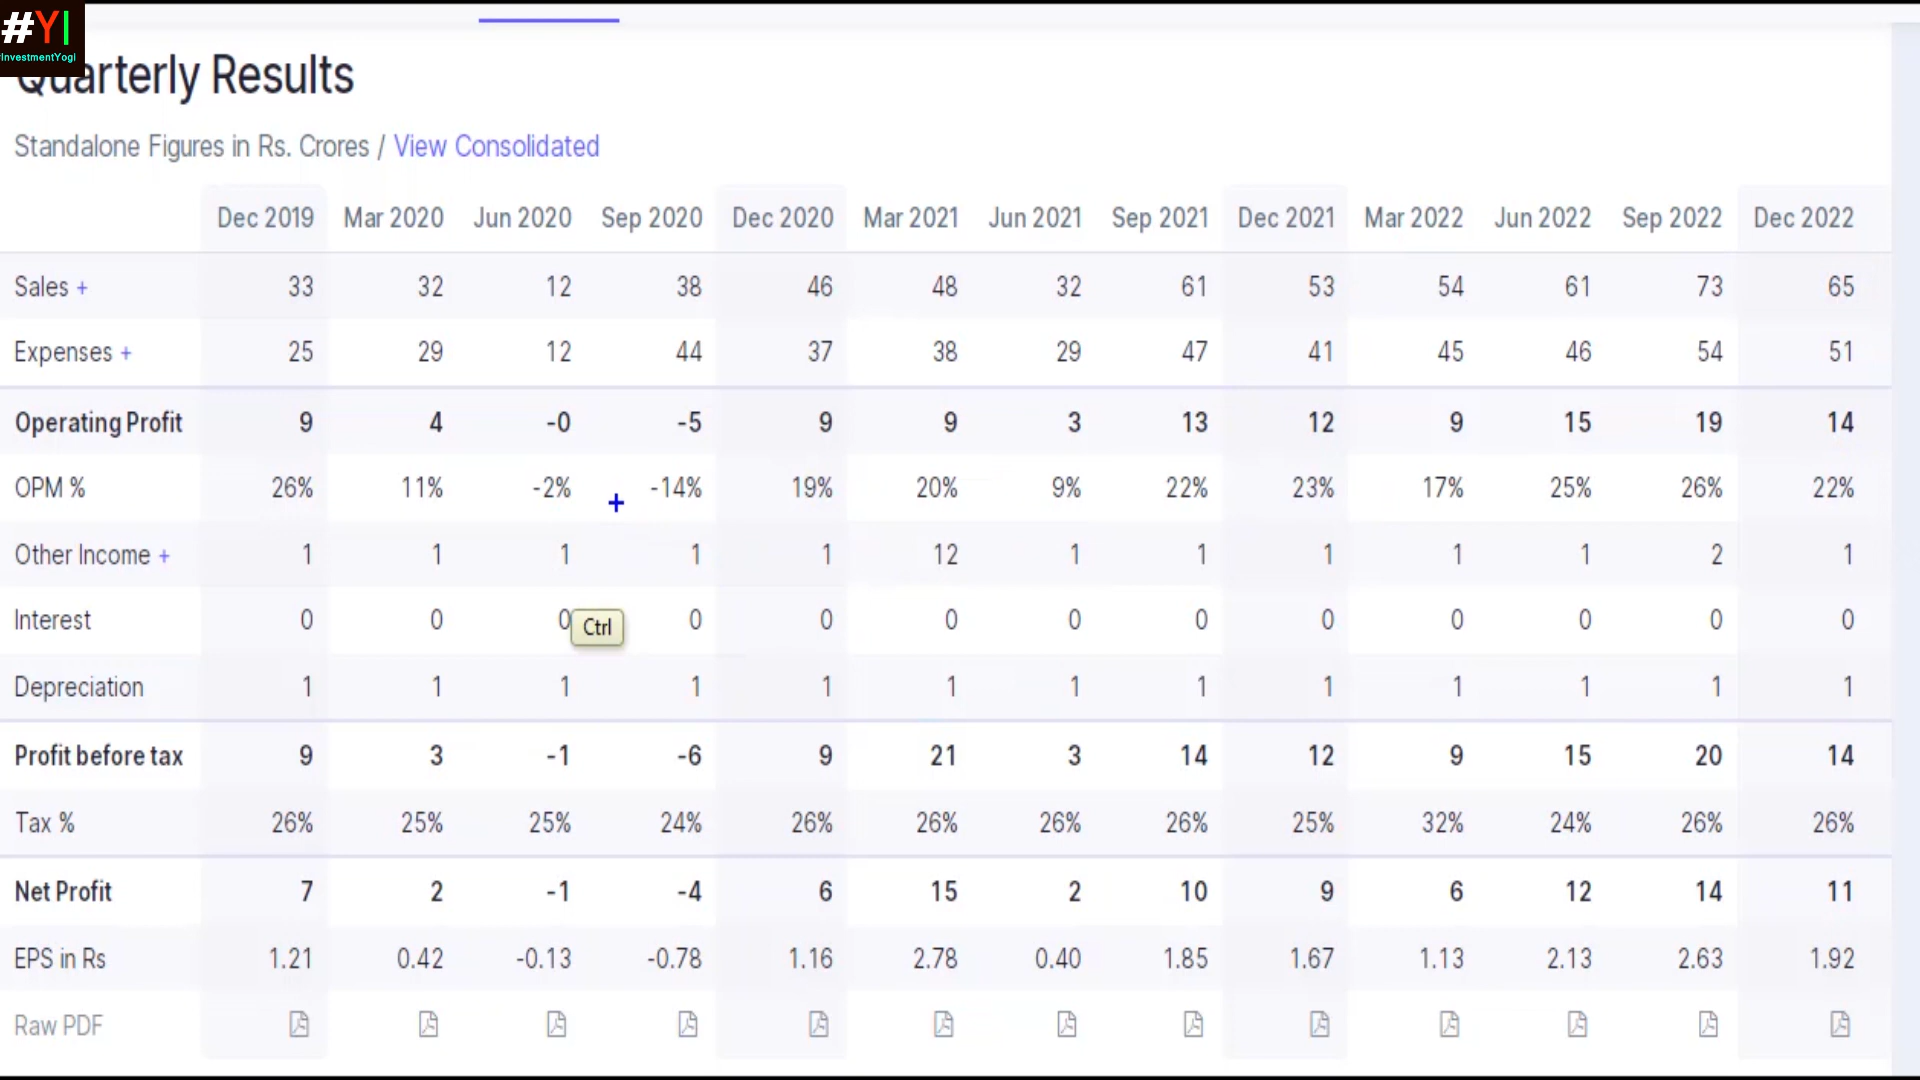 #YI
InvestmentYogi
Quarterly Results
Standalone Figures in Rs. Crores / View Consolidated
Dec 2019 Mar 2020 Jun 2020 Sep 2020 Dec 2020 Mar 2021 Jun 2021 Sep 2021 Dec 2021 Mar 2022 Jun 2022 Sep 2022 Dec 2022
Sales + 33 32 12 38 46 48 32 61 53 54 61 73 65
Expenses + 25 29 12 44 37 38 29 47 41 45 46 54 51
Operating Profit 9 4 -0 -5 9 9 3 13 12 9 15 19 14
OPM % 26% 11% -2% + -14% 19% 20% 9% 22% 23% 17% 25% 26% 22%
Other Income + 1 1 1 1 1 12 1 1 1 1 1 2 1
Interest 0 0 0 Ctrl 0 0 0 0 0 0 0 0 0 0
Depreciation 1 1 1 1 1 1 1 1 1 1 1 1 1
Profit before tax 9 3 -1 -6 9 21 3 14 12 9 15 20 14
Tax % 26% 25% 25% 24% 26% 26% 26% 26% 25% 32% 24% 26% 26%
Net Profit 7 2 -1 -4 6 15 2 10 9 6 12 14 11
EPS in Rs 1.21 0.42 -0.13 -0.78 1.16 2.78 0.40 1.85 1.67 1.13 2.13 2.63 1.92
Raw PDF